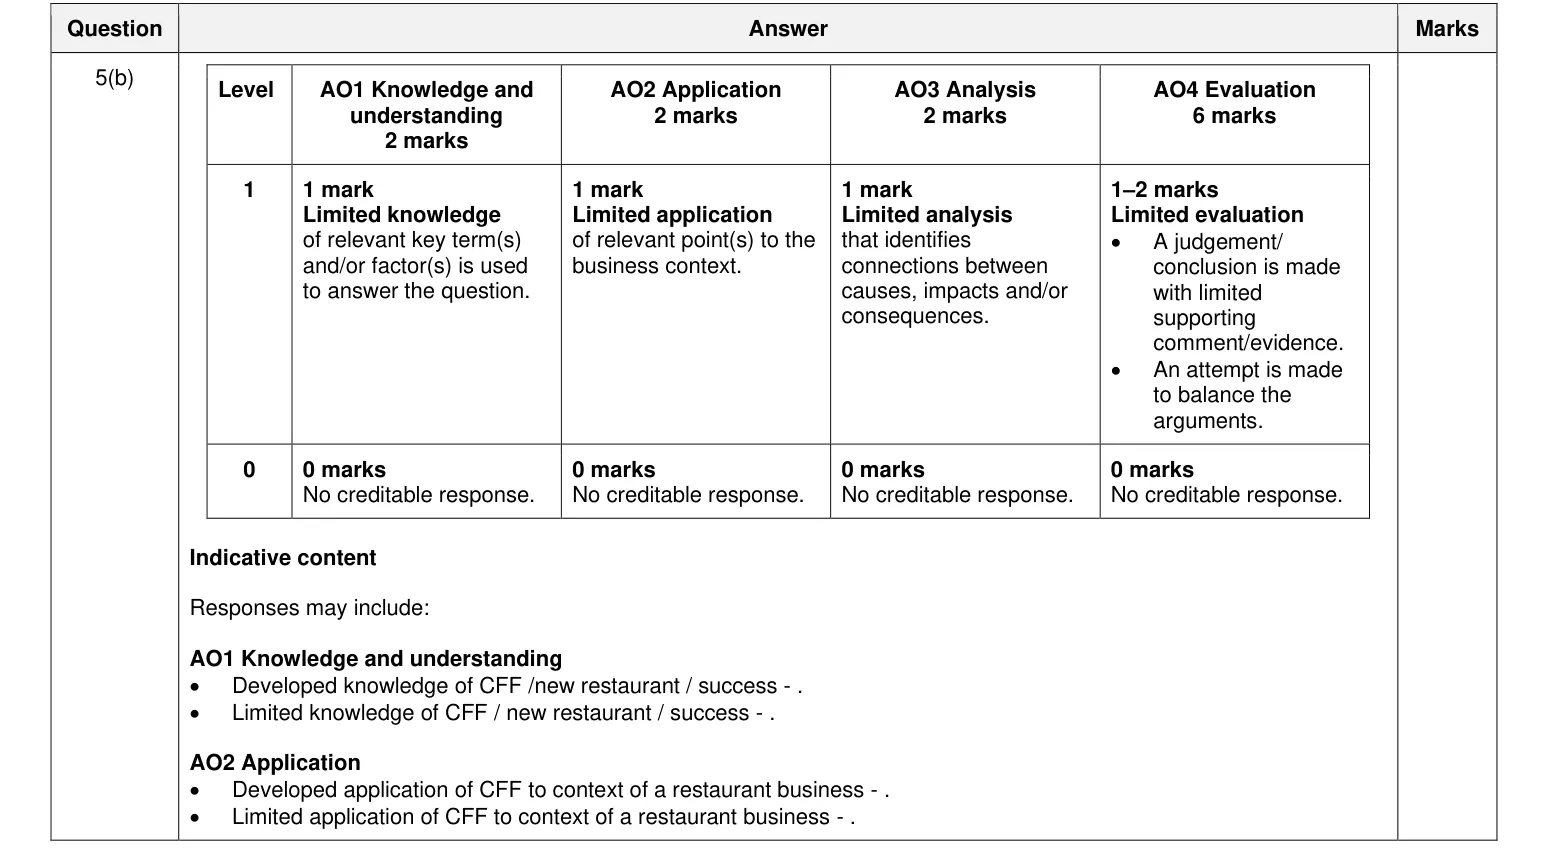 Question Answer Marks
5(b)
Level
AO1 Knowledge and
understanding
2 marks
AO2 Application
2 marks
AO3 Analysis
2 marks
AO4 Evaluation
6 marks
1
1 mark
Limited knowledge
of relevant key term(s)
and/or factor(s) is used
to answer the question.
1 mark
Limited application
of relevant point(s) to the
business context.
1 mark
Limited analysis
that identifies
connections between
causes, impacts and/or
consequences.
1–2 marks
Limited evaluation
• A judgement/
conclusion is made
with limited
supporting
comment/evidence.
• An attempt is made
to balance the
arguments.
0
0 marks
No creditable response.
0 marks
No creditable response.
0 marks
No creditable response.
0 marks
No creditable response.
Indicative content
Responses may include:
AO1 Knowledge and understanding
• Developed knowledge of CFF /new restaurant / success - .
• Limited knowledge of CFF / new restaurant / success - .
AO2 Application
• Developed application of CFF to context of a restaurant business - .
• Limited application of CFF to context of a restaurant business - .